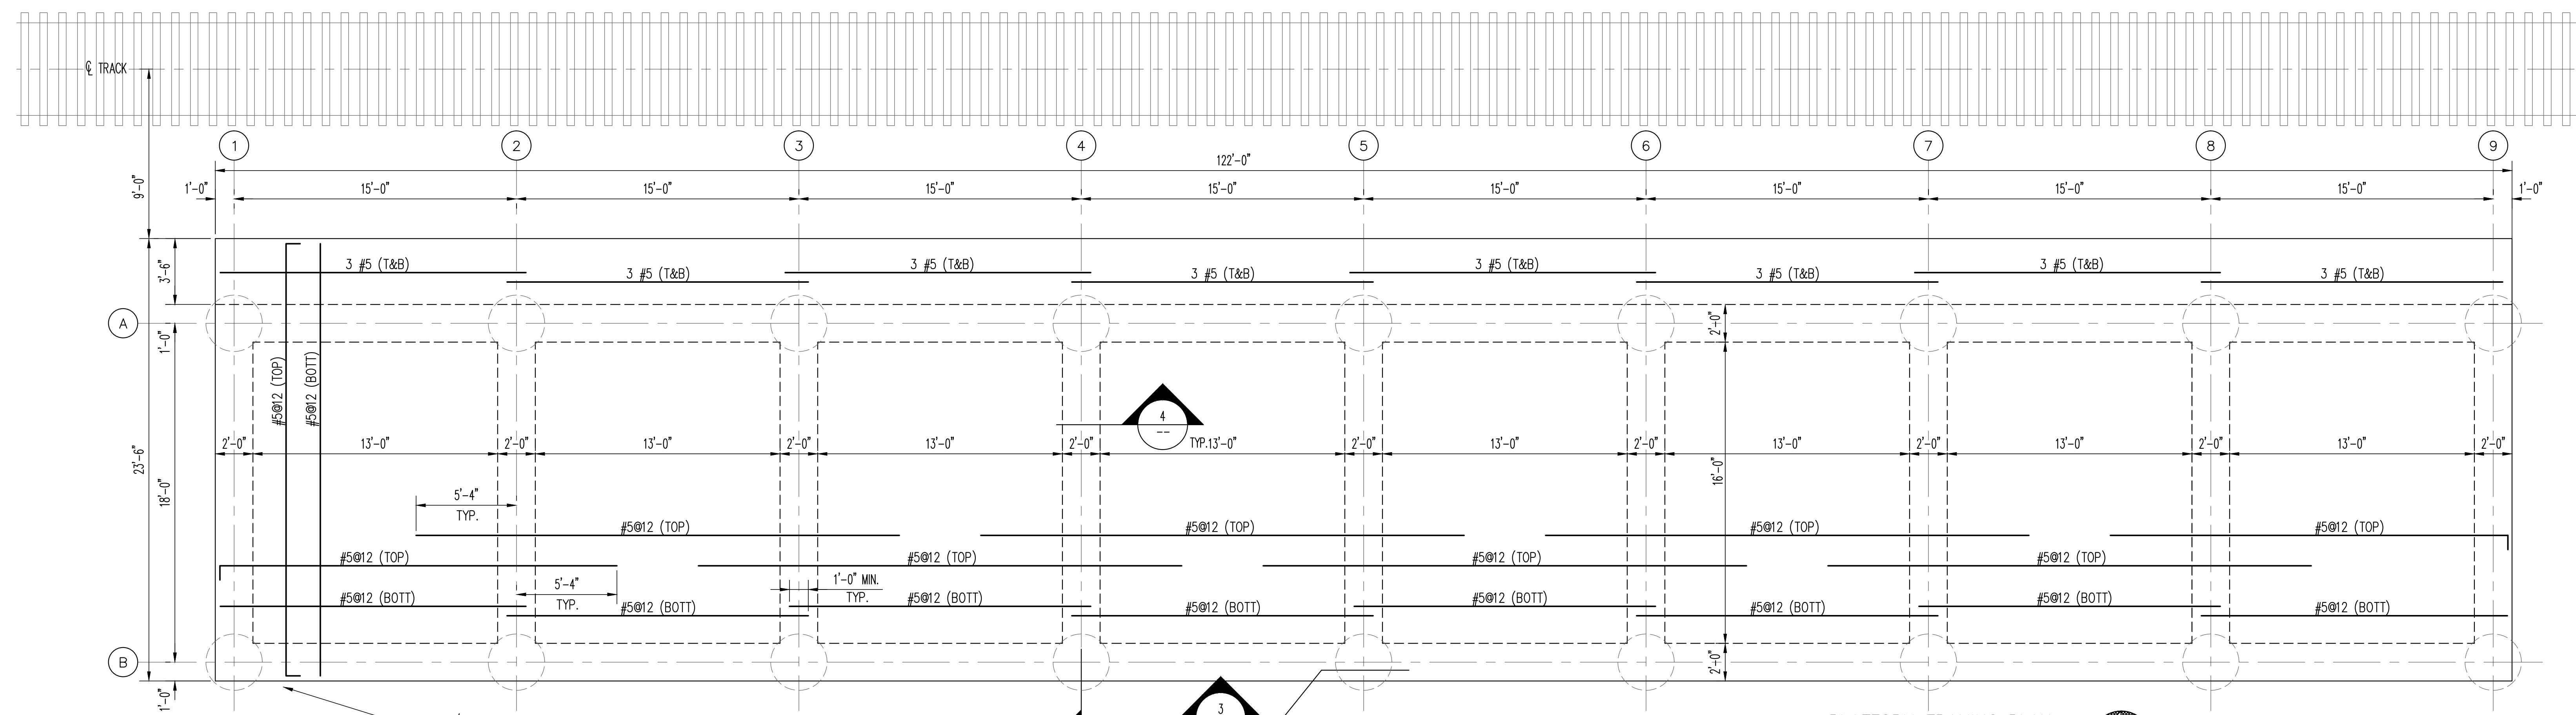 ℄ TRACK
1 2 3 4 5 6 7 8 9
122'-0"
9'-0"
1'-0" 15'-0" 15'-0" 15'-0" 15'-0" 15'-0" 15'-0" 15'-0" 15'-0" 1'-0"
3'-6"
3 #5 (T&B) 3 #5 (T&B) 3 #5 (T&B) 3 #5 (T&B)
3 #5 (T&B) 3 #5 (T&B) 3 #5 (T&B) 3 #5 (T&B)
A
1'-0"
2'-0"
#5@12 (TOP)
#5@12 (BOTT)
4
--
2'-0" 13'-0" 2'-0" 13'-0" 2'-0" 13'-0" 2'-0" TYP.13'-0" 2'-0" 13'-0" 2'-0" 13'-0" 2'-0" 13'-0" 2'-0" 13'-0" 2'-0"
23'-6"
18'-0"
16'-0"
5'-4"
TYP.
#5@12 (TOP) #5@12 (TOP) #5@12 (TOP) #5@12 (TOP)
#5@12 (TOP) #5@12 (TOP) #5@12 (TOP) #5@12 (TOP)
5'-4"
TYP.
1'-0" MIN.
TYP.
#5@12 (BOTT) #5@12 (BOTT) #5@12 (BOTT) #5@12 (BOTT)
#5@12 (BOTT) #5@12 (BOTT) #5@12 (BOTT) #5@12 (BOTT)
B
2'-0"
1'-0"
3